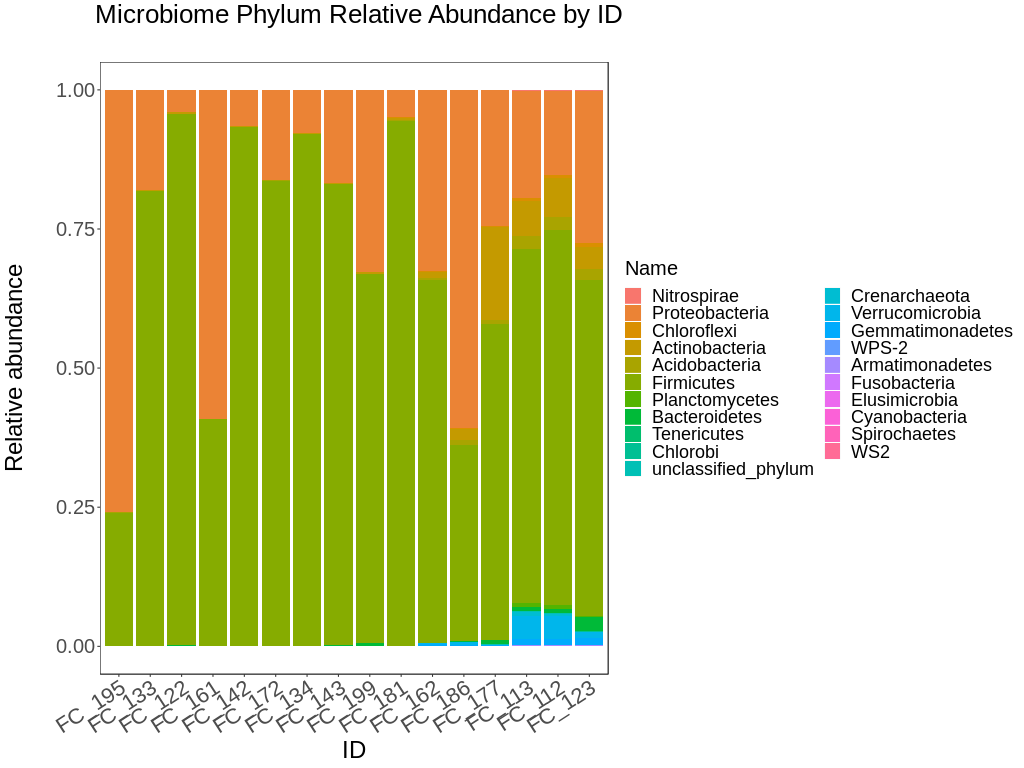 Microbiome Phylum Relative Abundance by ID
Relative abundance
1.00
0.75
0.50
0.25
0.00
FC_195
FC_133
FC_122
FC_161
FC_142
FC_172
FC_134
FC_143
FC_199
FC_181
FC_162
FC_186
FC_177
FC_113
FC_112
FC_123
ID
Name
Nitrospirae
Proteobacteria
Chloroflexi
Actinobacteria
Acidobacteria
Firmicutes
Planctomycetes
Bacteroidetes
Tenericutes
Chlorobi
unclassified_phylum
Crenarchaeota
Verrucomicrobia
Gemmatimonadetes
WPS-2
Armatimonadetes
Fusobacteria
Elusimicrobia
Cyanobacteria
Spirochaetes
WS2